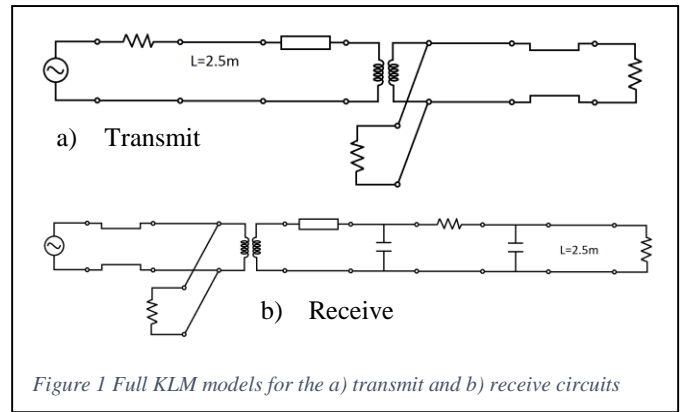 L=2.5m
a) Transmit
L=2.5m
b) Receive
Figure 1 Full KLM models for the a) transmit and b) receive circuits